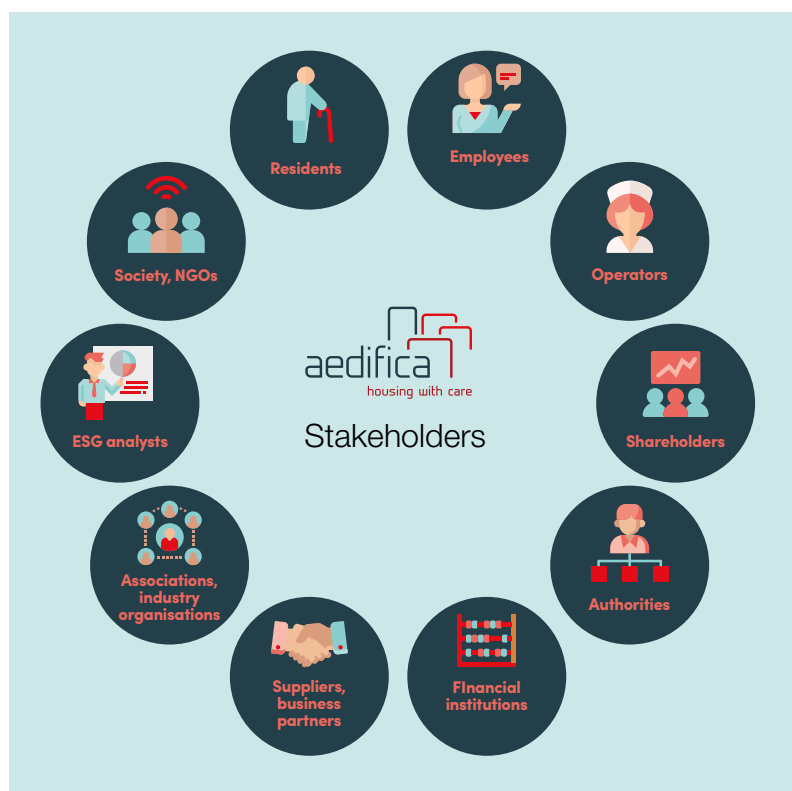 Residents
Employees
Society, NGOs
Operators
aedifica
housing with care
Stakeholders
ESG analysts
Shareholders
Associations,
industry
organisations
Authorities
Suppliers,
business
partners
FInancial
institutions